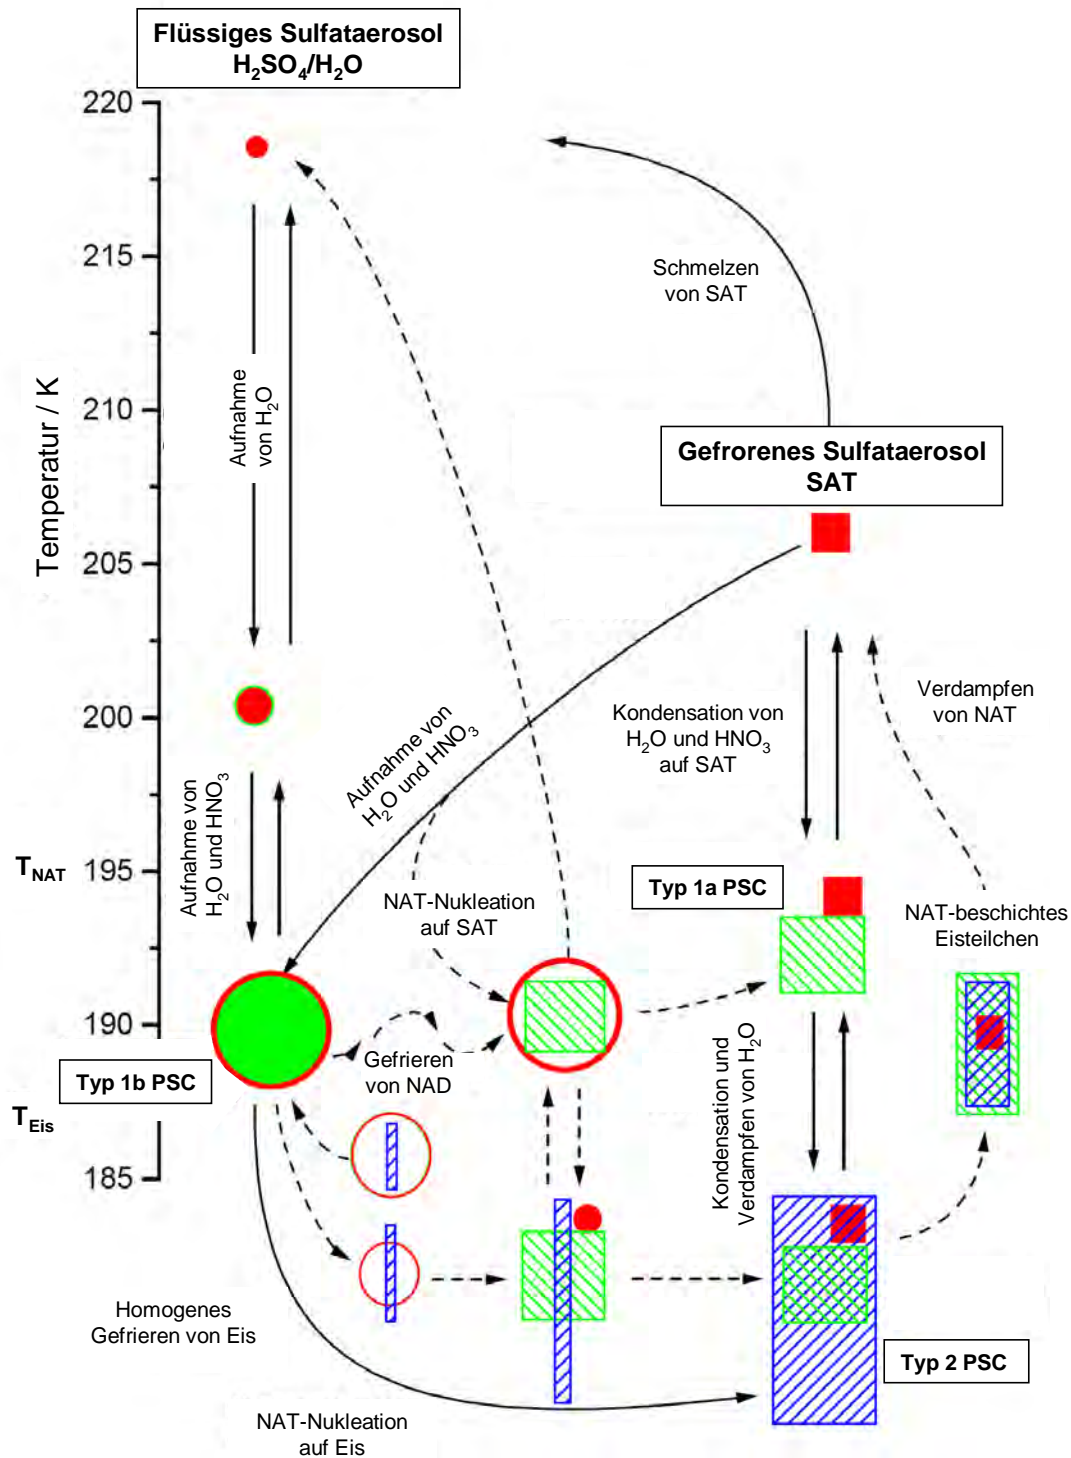 Flüssiges Sulfataerosol
H₂SO₄/H₂O
220
215
210
205
200
195
190
185
Temperatur / K
T_NAT
T_Eis
Schmelzen
von SAT
Aufnahme
von H₂O
Gefrorenes Sulfataerosol
SAT
Aufnahme von
H₂O und HNO₃
Aufnahme von
H₂O und HNO₃
Kondensation von
H₂O und HNO₃
auf SAT
Verdampfen
von NAT
NAT-Nukleation
auf SAT
Typ 1a PSC
NAT-beschichtes
Eisteilchen
Typ 1b PSC
Gefrieren
von NAD
Kondensation und
Verdampfen von H₂O
Homogenes
Gefrieren von Eis
Typ 2 PSC
NAT-Nukleation
auf Eis